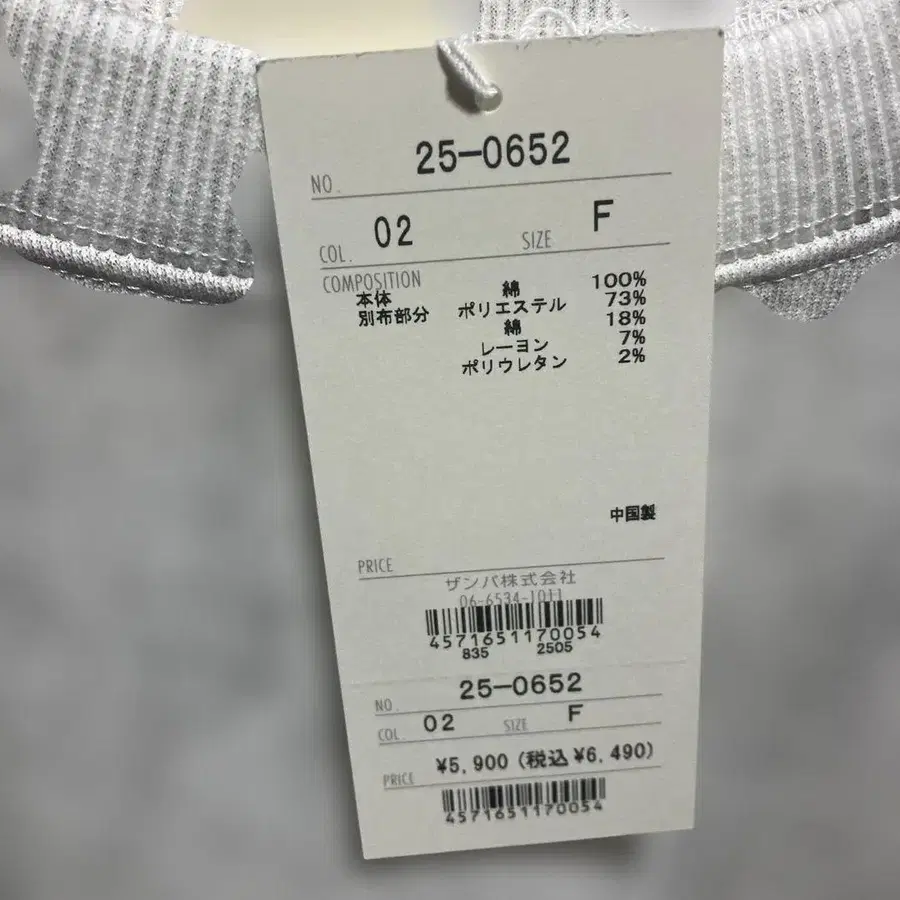 NO. 25-0652
COL. 02 SIZE F
COMPOSITION
本体 綿 100%
別布部分 ポリエステル 73%
綿 18%
レーヨン 7%
ポリウレタン 2%
中国製
PRICE
ザンパ株式会社
06-6534-1011
4571651170054
835 2505
NO. 25-0652
COL. 02 SIZE F
PRICE ¥5,900(税込¥6,490)
4571651170054